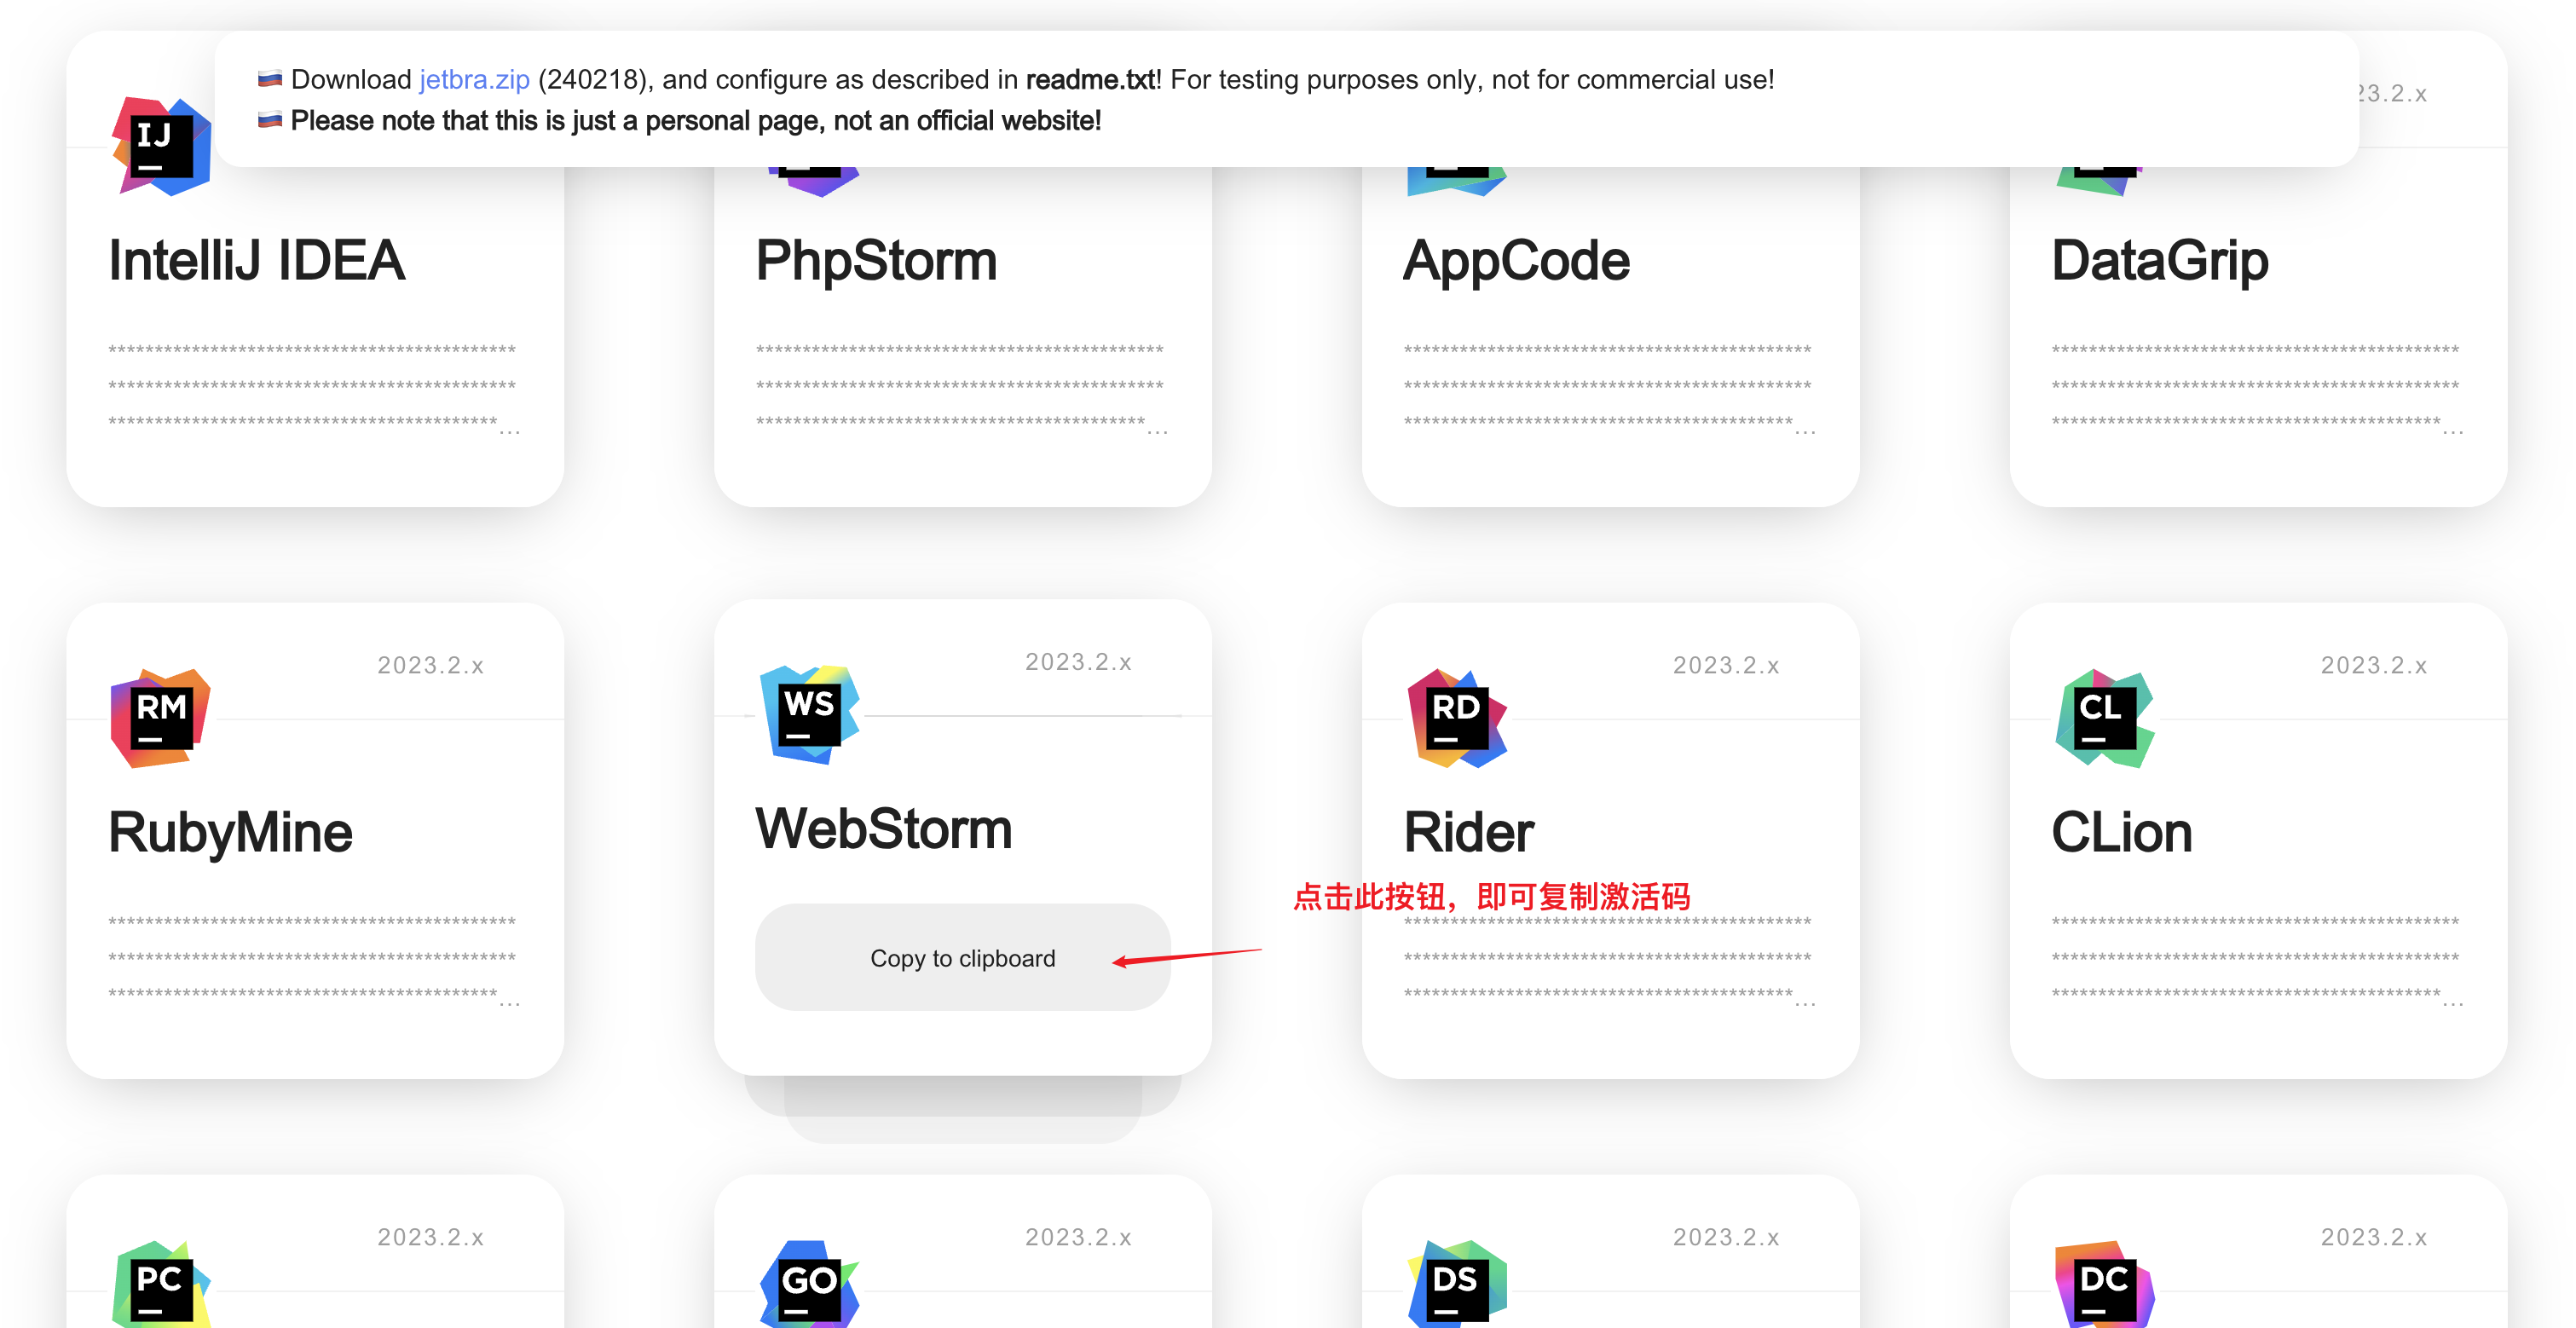 Download jetbra.zip (240218), and configure as described in readme.txt! For testing purposes only, not for commercial use!
Please note that this is just a personal page, not an official website!
23.2.x
IJ
IntelliJ IDEA
PhpStorm
AppCode
DataGrip
******************************************** ******************************************** ******************************************** ********************************************
******************************************** ******************************************** ******************************************** ********************************************
******************************************... ******************************************... ******************************************... ******************************************...
2023.2.x
RM
RubyMine
2023.2.x
WS
WebStorm
Copy to clipboard
2023.2.x
RD
Rider
点击此按钮，即可复制激活码
2023.2.x
CL
CLion
******************************************** ******************************************** ********************************************
******************************************** ******************************************** ********************************************
******************************************... ******************************************... ******************************************...
2023.2.x
PC
2023.2.x
GO
2023.2.x
DS
2023.2.x
DC